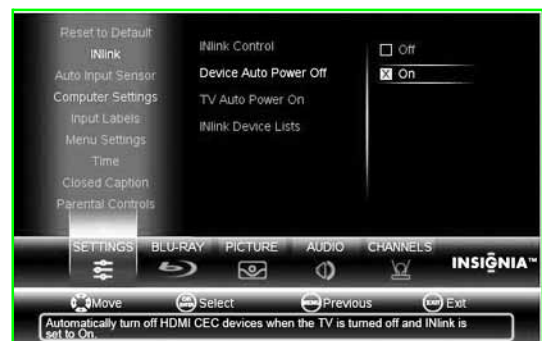 Reset to Default
INlink
Auto Input Sensor
Computer Settings
Input Labels
Menu Settings
Time
Closed Caption
Parental Controls
INlink Control
Device Auto Power Off
TV Auto Power On
INlink Device Lists
Off
X On
SETTINGS BLU-RAY PICTURE AUDIO CHANNELS
INSIGNIA™
Move Select MENU Previous EXIT Exit
Automatically turn off HDMI CEC devices when the TV is turned off and INlink is
set to On.